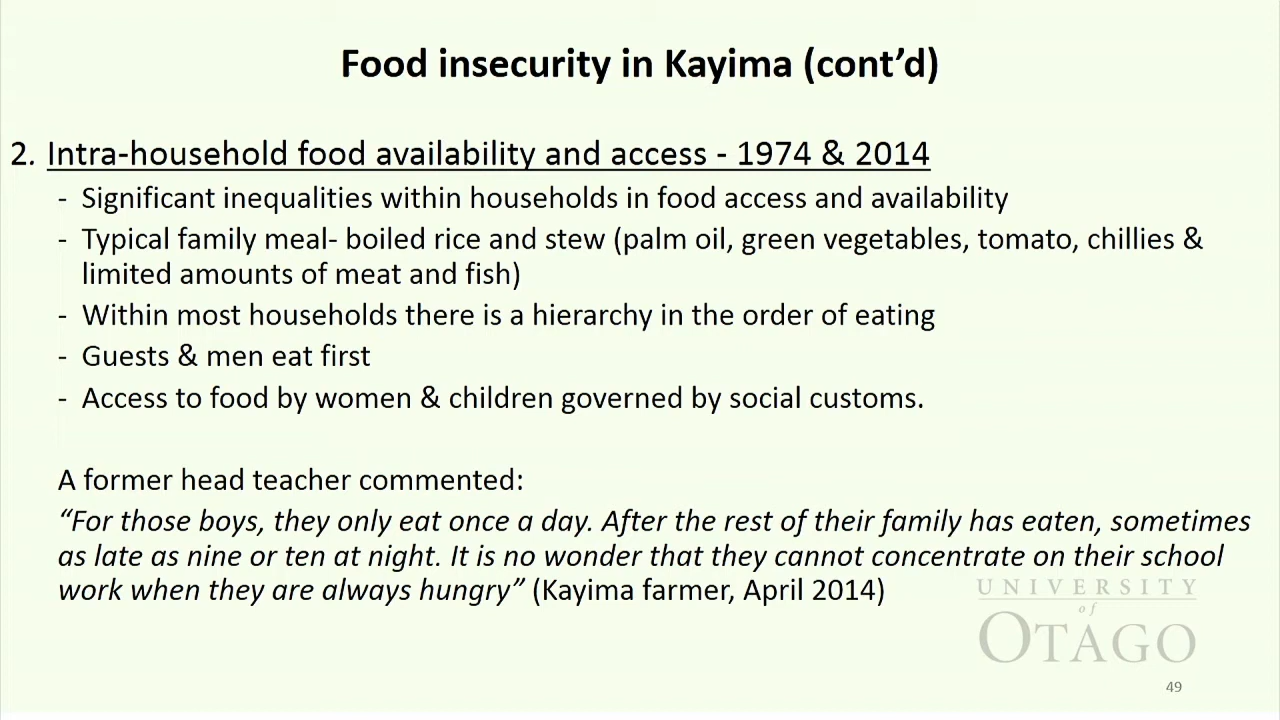 Food insecurity in Kayima (cont’d)
2. Intra-household food availability and access - 1974 & 2014
- Significant inequalities within households in food access and availability
- Typical family meal- boiled rice and stew (palm oil, green vegetables, tomato, chillies &
limited amounts of meat and fish)
- Within most households there is a hierarchy in the order of eating
- Guests & men eat first
- Access to food by women & children governed by social customs.
A former head teacher commented:
“For those boys, they only eat once a day. After the rest of their family has eaten, sometimes
as late as nine or ten at night. It is no wonder that they cannot concentrate on their school
work when they are always hungry” (Kayima farmer, April 2014)
UNIVERSITY
of
OTAGO
49